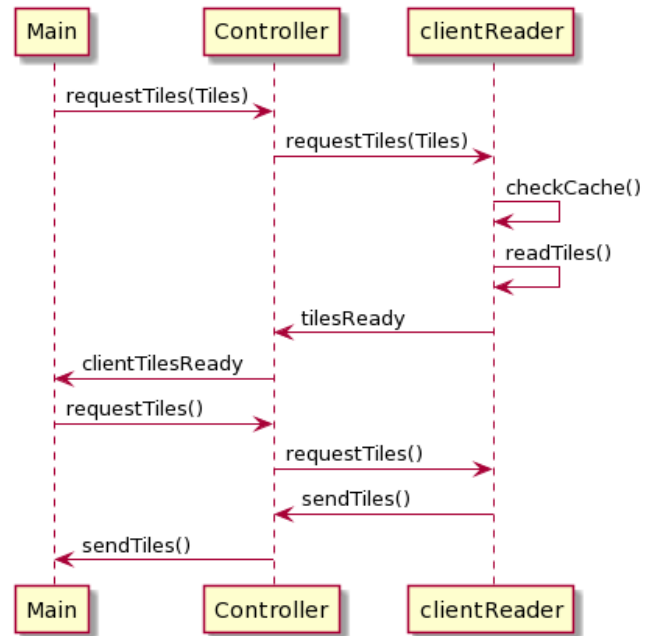 Main Controller clientReader
requestTiles(Tiles)
requestTiles(Tiles)
checkCache()
readTiles()
tilesReady
clientTilesReady
requestTiles()
requestTiles()
sendTiles()
sendTiles()
Main Controller clientReader